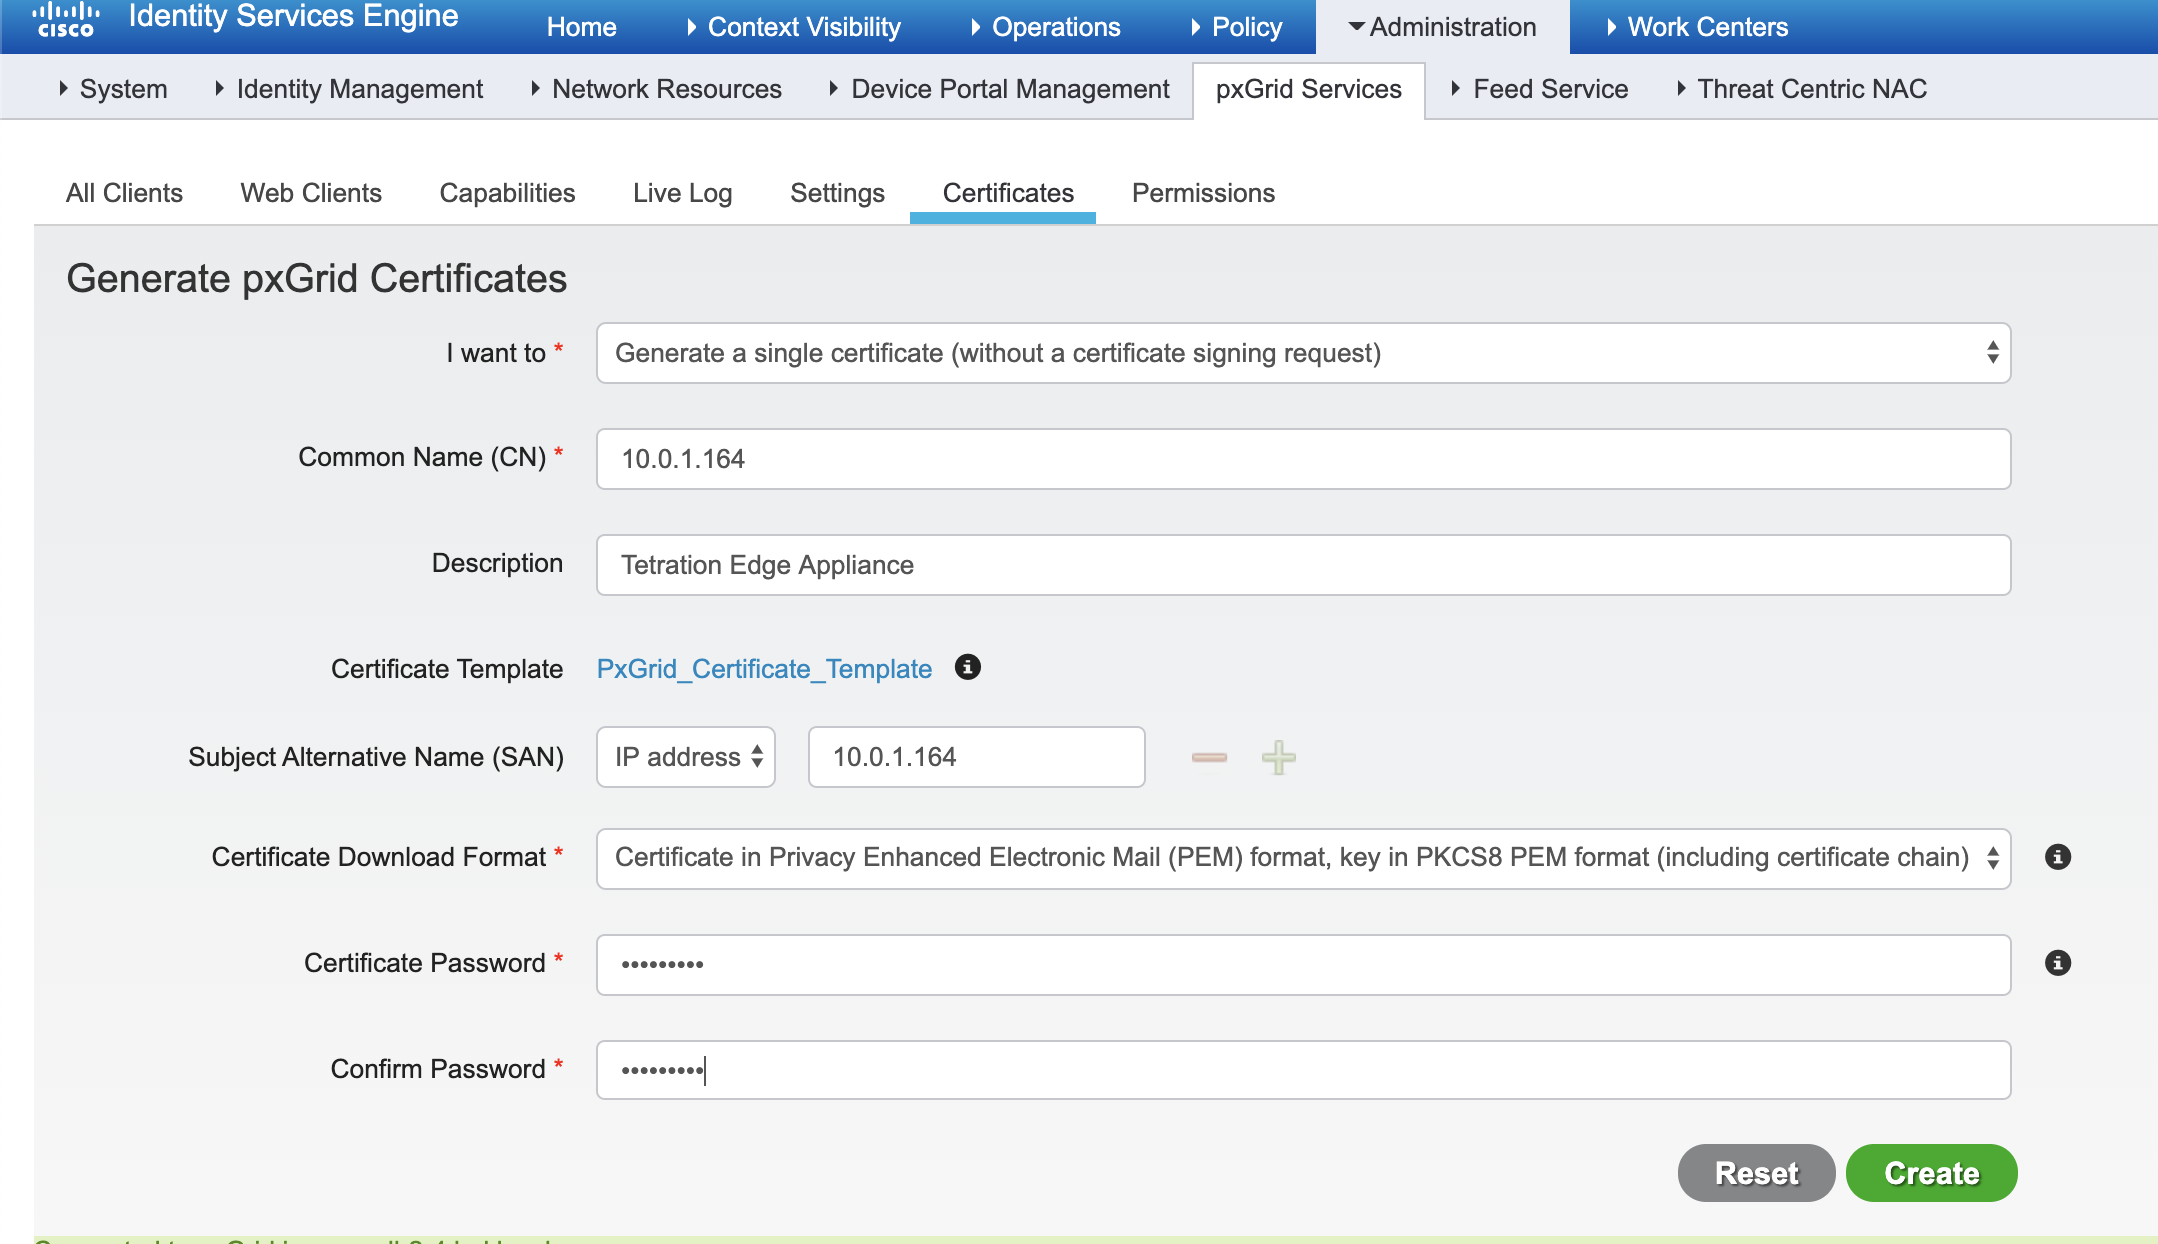 cisco Identity Services Engine Home Context Visibility Operations Policy Administration Work Centers
System Identity Management Network Resources Device Portal Management pxGrid Services Feed Service Threat Centric NAC
All Clients Web Clients Capabilities Live Log Settings Certificates Permissions
Generate pxGrid Certificates
I want to * Generate a single certificate (without a certificate signing request)
Common Name (CN) * 10.0.1.164
Description Tetration Edge Appliance
Certificate Template PxGrid_Certificate_Template
Subject Alternative Name (SAN) IP address 10.0.1.164
Certificate Download Format * Certificate in Privacy Enhanced Electronic Mail (PEM) format, key in PKCS8 PEM format (including certificate chain)
Certificate Password * •••••••••
Confirm Password * •••••••••
Reset Create